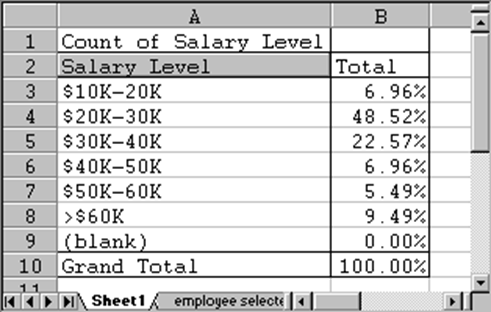 A B
1 Count of Salary Level
2 Salary Level Total
3 $10K-20K 6.96%
4 $20K-30K 48.52%
5 $30K-40K 22.57%
6 $40K-50K 6.96%
7 $50K-60K 5.49%
8 >$60K 9.49%
9 (blank) 0.00%
10 Grand Total 100.00%
11
Sheet1 employee selecte